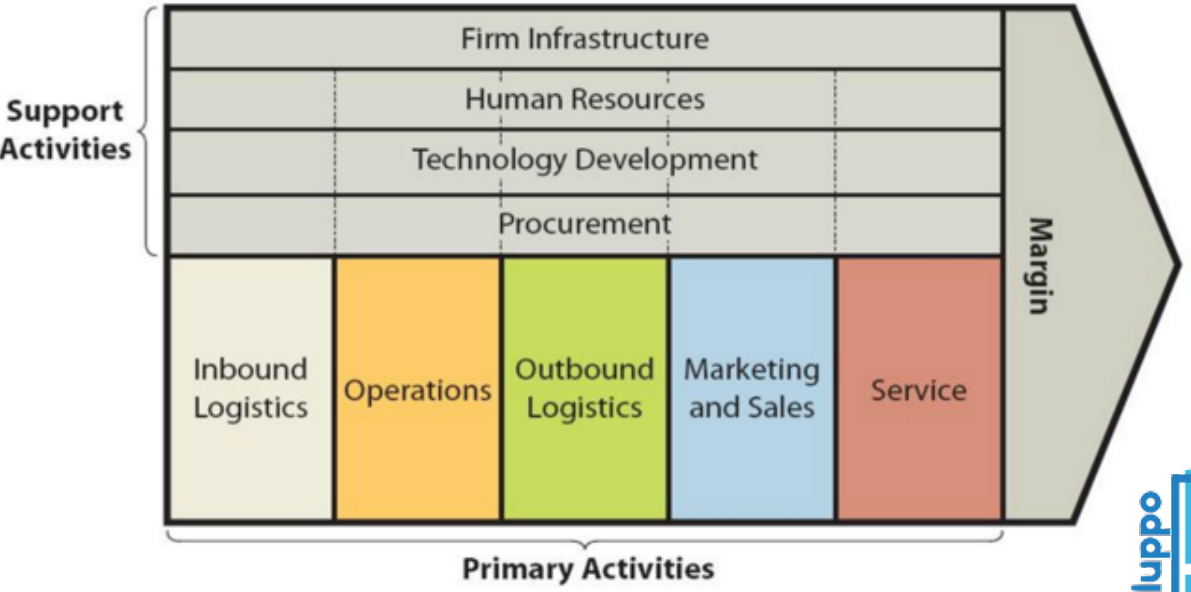 Firm Infrastructure
Support
Activities
Human Resources
Technology Development
Procurement
Margin
Inbound
Logistics
Operations
Outbound
Logistics
Marketing
and Sales
Service
Primary Activities
luppo